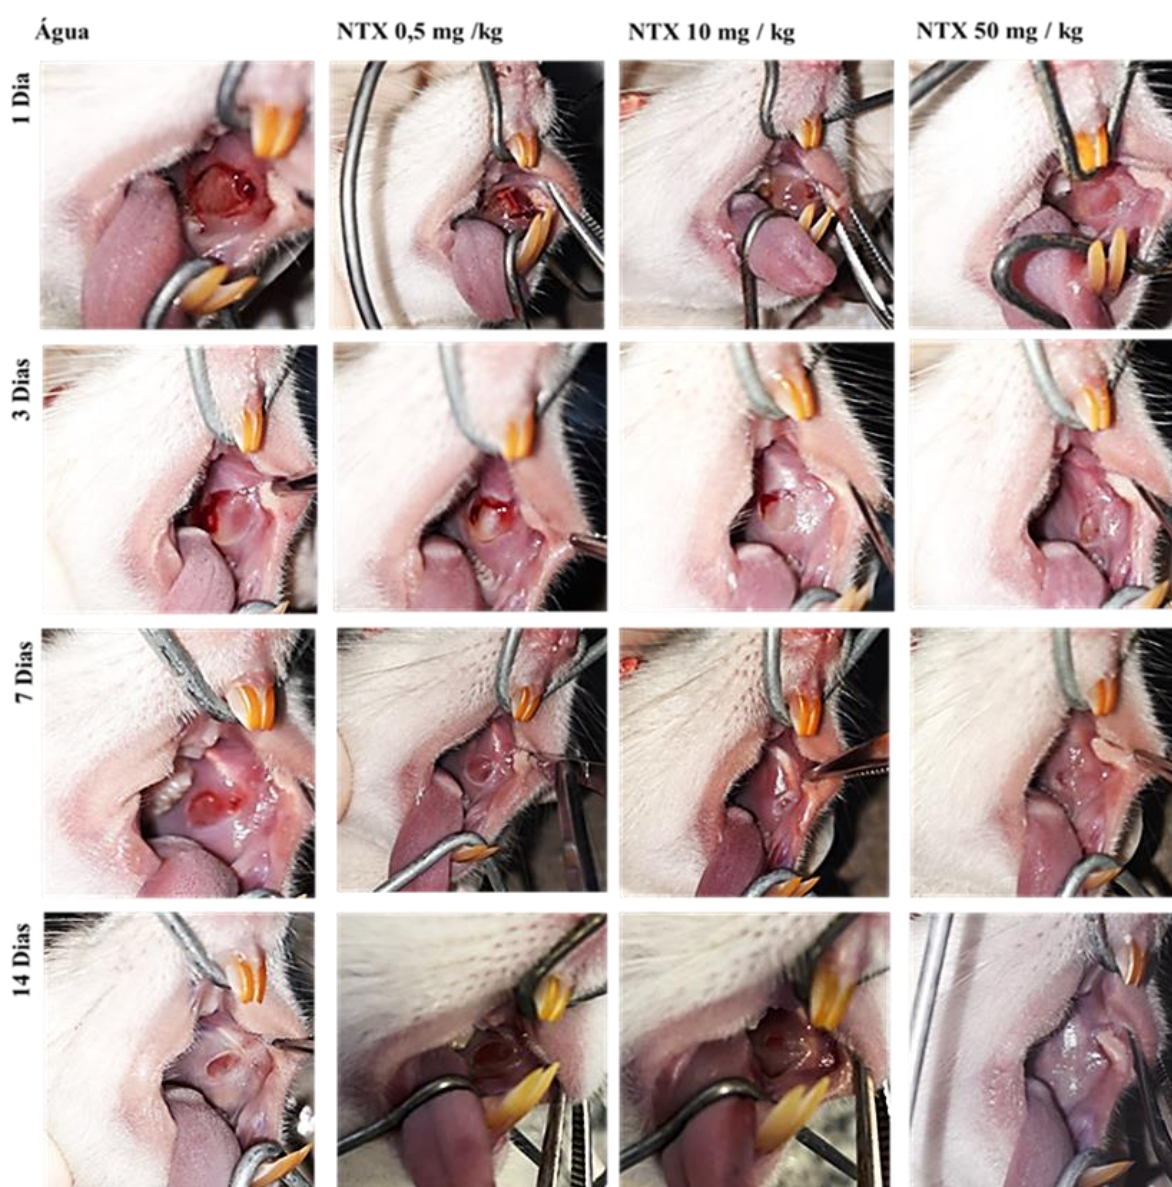 Água
NTX 0,5 mg /kg
NTX 10 mg / kg
NTX 50 mg / kg
1 Dia
3 Dias
7 Dias
14 Dias